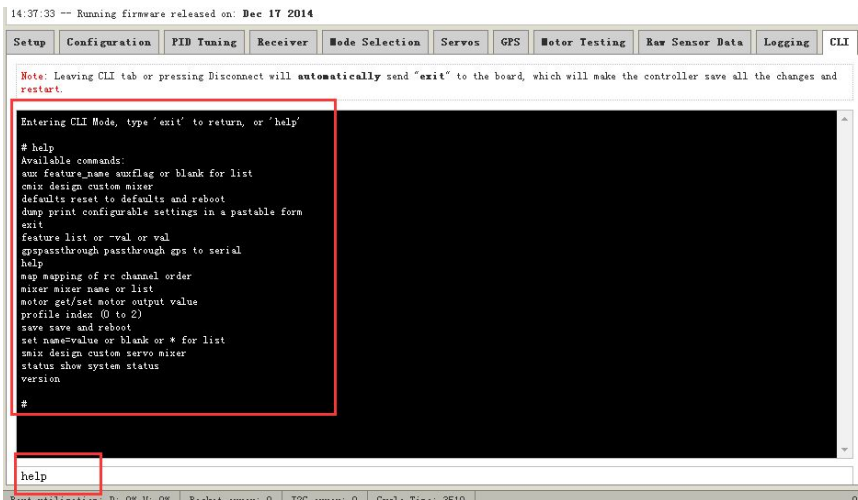 14:37:33 -- Running firmware released on: Dec 17 2014
Setup Configuration PID Tuning Receiver Mode Selection Servos GPS Motor Testing Raw Sensor Data Logging CLI
Note: Leaving CLI tab or pressing Disconnect will automatically send "exit" to the board, which will make the controller save all the changes and
restart.
Entering CLI Mode, type 'exit' to return, or 'help'
# help
Available commands:
aux feature_name auxflag or blank for list
cmix design custom mixer
defaults reset to defaults and reboot
dump print configurable settings in a pastable form
exit
feature list or -val or val
gpspassthrough passthrough gps to serial
help
map mapping of rc channel order
mixer mixer name or list
motor get/set motor output value
profile index (0 to 2)
save save and reboot
set name=value or blank or * for list
smix design custom servo mixer
status show system status
version
#
help